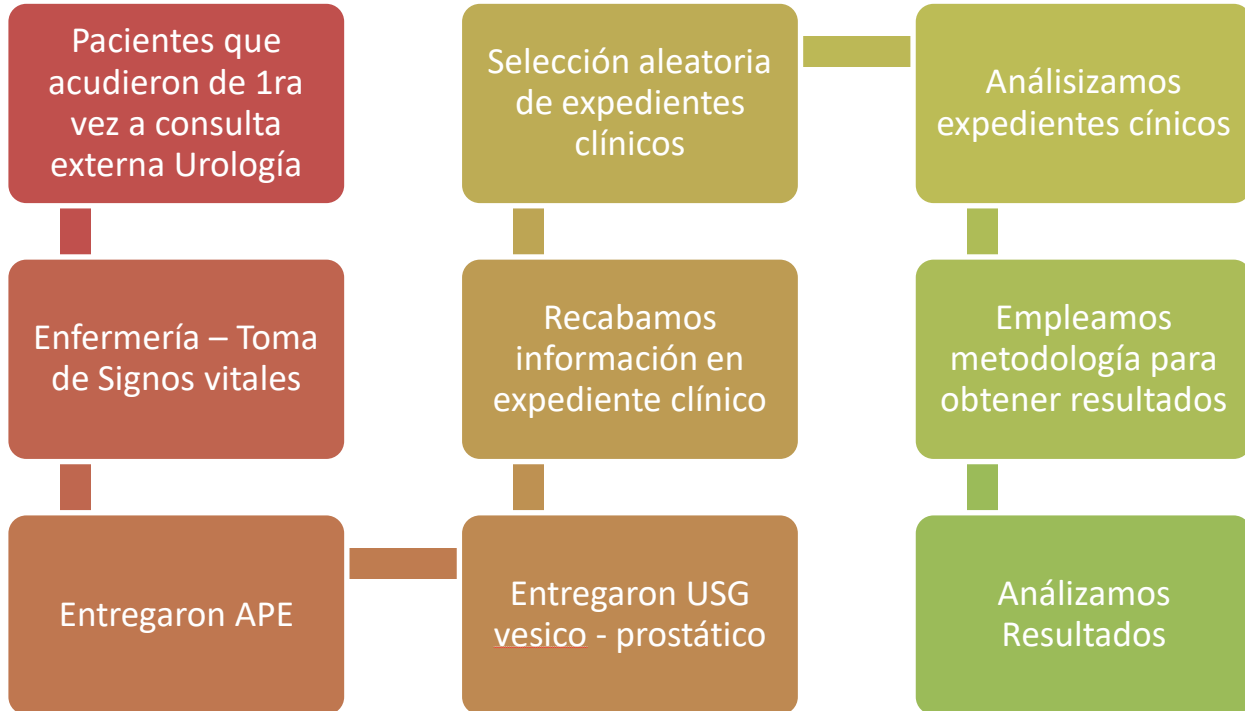 Pacientes que
acudieron de 1ra
vez a consulta
externa Urología
Enfermería – Toma
de Signos vitales
Entregaron APE
Entregaron USG
vesico - prostático
Recabamos
información en
expediente clínico
Selección aleatoria
de expedientes
clínicos
Análisizamos
expedientes cínicos
Empleamos
metodología para
obtener resultados
Análizamos
Resultados